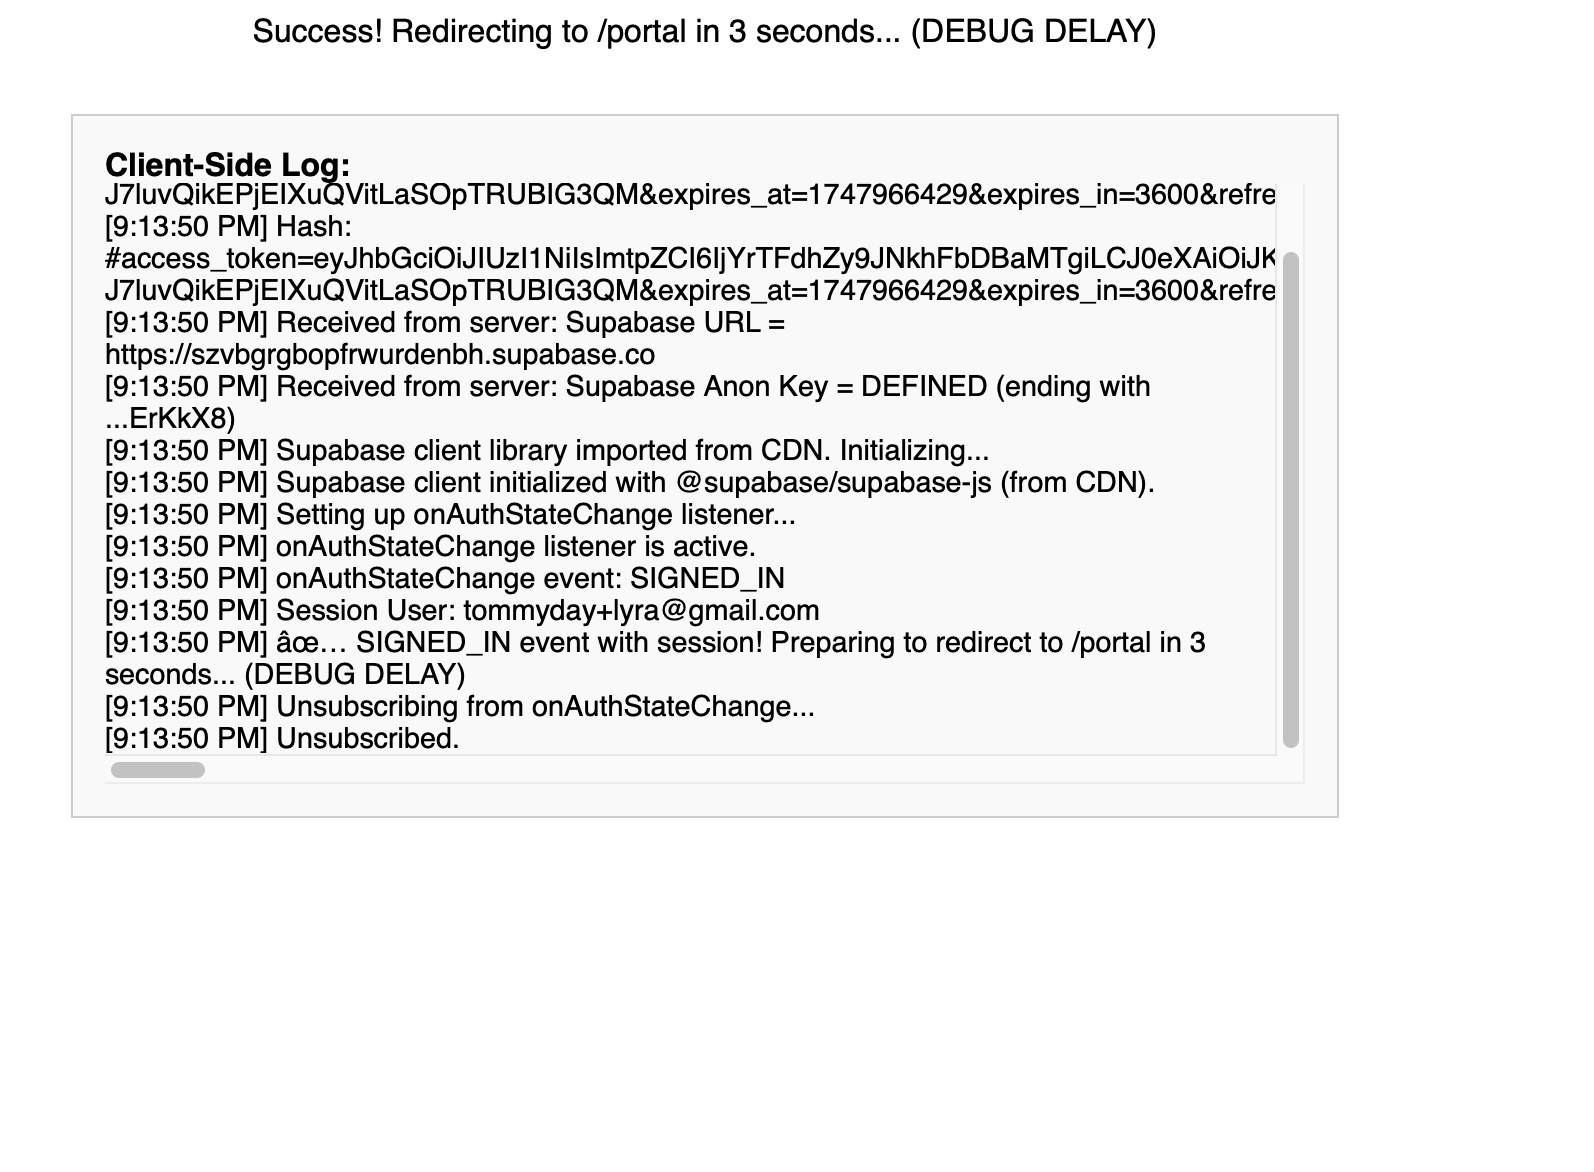 Success! Redirecting to /portal in 3 seconds... (DEBUG DELAY)
Client-Side Log:
J7luvQikEPjEIXuQVitLaSOpTRUBIG3QM&expires_at=1747966429&expires_in=3600&refre
[9:13:50 PM] Hash:
#access_token=eyJhbGciOiJIUzI1NiIsImtpZCI6IjYrTFdhZy9JNkhFbDBaMTgiLCJ0eXAiOiJK
J7luvQikEPjEIXuQVitLaSOpTRUBIG3QM&expires_at=1747966429&expires_in=3600&refre
[9:13:50 PM] Received from server: Supabase URL =
https://szvbgrgbopfrwurdenbh.supabase.co
[9:13:50 PM] Received from server: Supabase Anon Key = DEFINED (ending with
...ErKkX8)
[9:13:50 PM] Supabase client library imported from CDN. Initializing...
[9:13:50 PM] Supabase client initialized with @supabase/supabase-js (from CDN).
[9:13:50 PM] Setting up onAuthStateChange listener...
[9:13:50 PM] onAuthStateChange listener is active.
[9:13:50 PM] onAuthStateChange event: SIGNED_IN
[9:13:50 PM] Session User: tommyday+lyra@gmail.com
[9:13:50 PM] âœ… SIGNED_IN event with session! Preparing to redirect to /portal in 3
seconds... (DEBUG DELAY)
[9:13:50 PM] Unsubscribing from onAuthStateChange...
[9:13:50 PM] Unsubscribed.